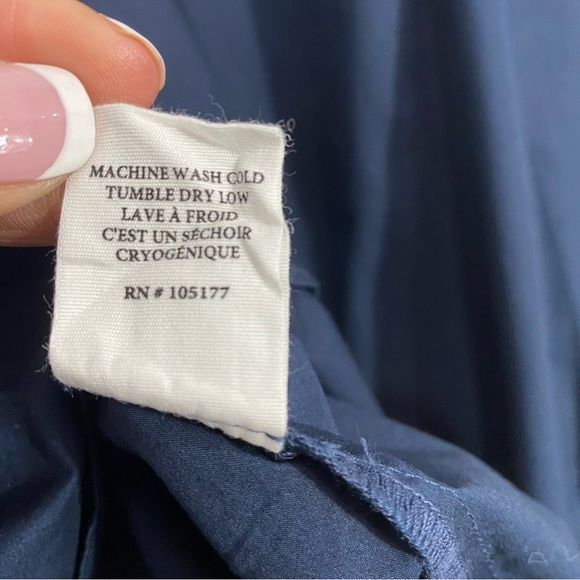 MACHINE WASH COLD
TUMBLE DRY LOW
LAVE À FROID
C'EST UN SÉCHOIR
CRYOGÉNIQUE
RN # 105177